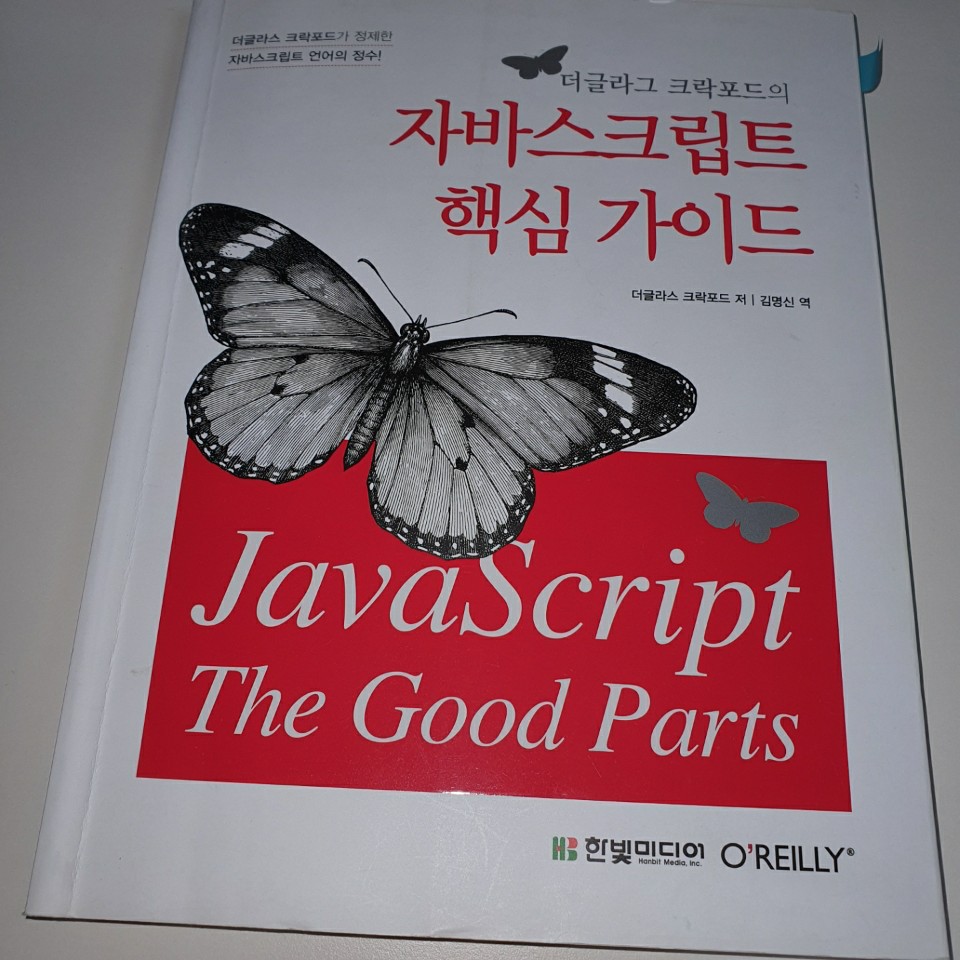 더글라스 크락포드가 정제한
자바스크립트 언어의 정수!
더글라그 크락포드의
자바스크립트
핵심 가이드
더글라스 크락포드 저 | 김명신 역
JavaScript
The Good Parts
HB 한빛미디어
Hanbit Media, Inc.
O'REILLY®